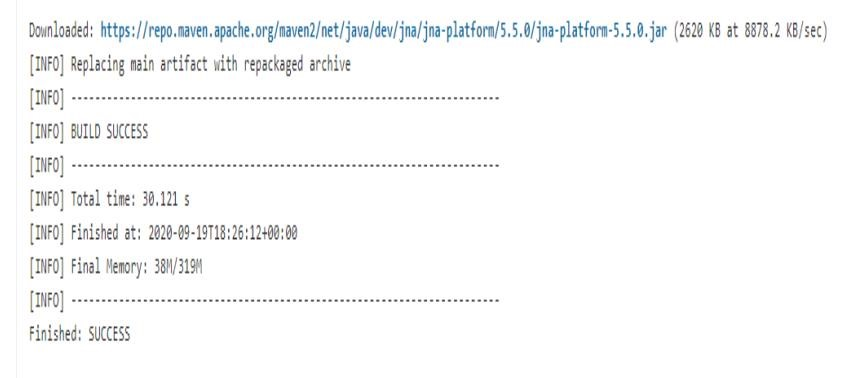 Downloaded: https://repo.maven.apache.org/maven2/net/java/dev/jna/jna-platform/5.5.0/jna-platform-5.5.0.jar (2620 KB at 8878.2 KB/sec)
[INFO] Replacing main artifact with repackaged archive
[INFO] ------------------------------------------------------------------------
[INFO] BUILD SUCCESS
[INFO] ------------------------------------------------------------------------
[INFO] Total time: 30.121 s
[INFO] Finished at: 2020-09-19T18:26:12+00:00
[INFO] Final Memory: 38M/319M
[INFO] ------------------------------------------------------------------------
Finished: SUCCESS